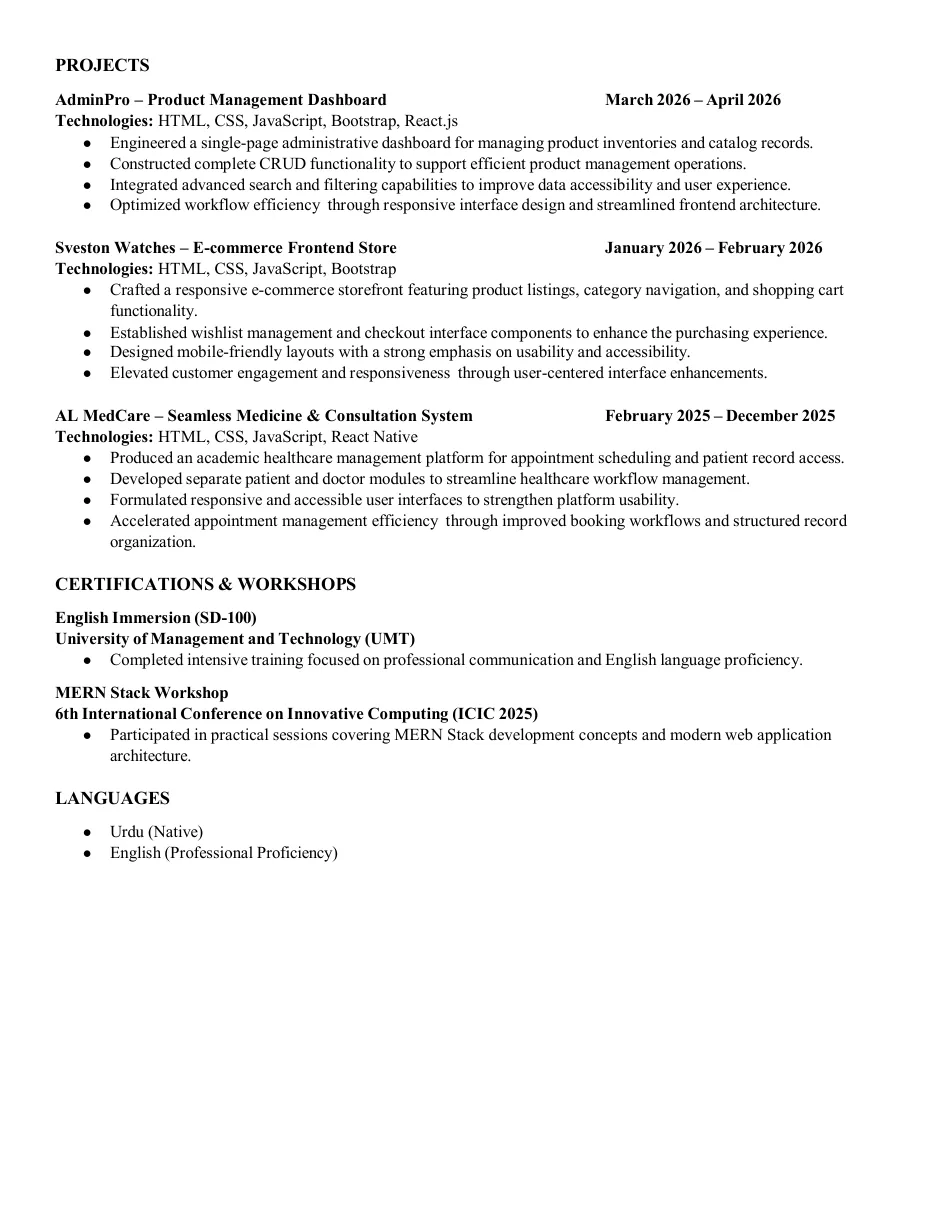 PROJECTS
AdminPro – Product Management Dashboard March 2026 – April 2026
Technologies: HTML, CSS, JavaScript, Bootstrap, React.js
● Engineered a single-page administrative dashboard for managing product inventories and catalog records.
● Constructed complete CRUD functionality to support efficient product management operations.
● Integrated advanced search and filtering capabilities to improve data accessibility and user experience.
● Optimized workflow efficiency through responsive interface design and streamlined frontend architecture.
Sveston Watches – E-commerce Frontend Store January 2026 – February 2026
Technologies: HTML, CSS, JavaScript, Bootstrap
● Crafted a responsive e-commerce storefront featuring product listings, category navigation, and shopping cart
functionality.
● Established wishlist management and checkout interface components to enhance the purchasing experience.
● Designed mobile-friendly layouts with a strong emphasis on usability and accessibility.
● Elevated customer engagement and responsiveness through user-centered interface enhancements.
AL MedCare – Seamless Medicine & Consultation System February 2025 – December 2025
Technologies: HTML, CSS, JavaScript, React Native
● Produced an academic healthcare management platform for appointment scheduling and patient record access.
● Developed separate patient and doctor modules to streamline healthcare workflow management.
● Formulated responsive and accessible user interfaces to strengthen platform usability.
● Accelerated appointment management efficiency through improved booking workflows and structured record
organization.
CERTIFICATIONS & WORKSHOPS
English Immersion (SD-100)
University of Management and Technology (UMT)
● Completed intensive training focused on professional communication and English language proficiency.
MERN Stack Workshop
6th International Conference on Innovative Computing (ICIC 2025)
● Participated in practical sessions covering MERN Stack development concepts and modern web application
architecture.
LANGUAGES
● Urdu (Native)
● English (Professional Proficiency)